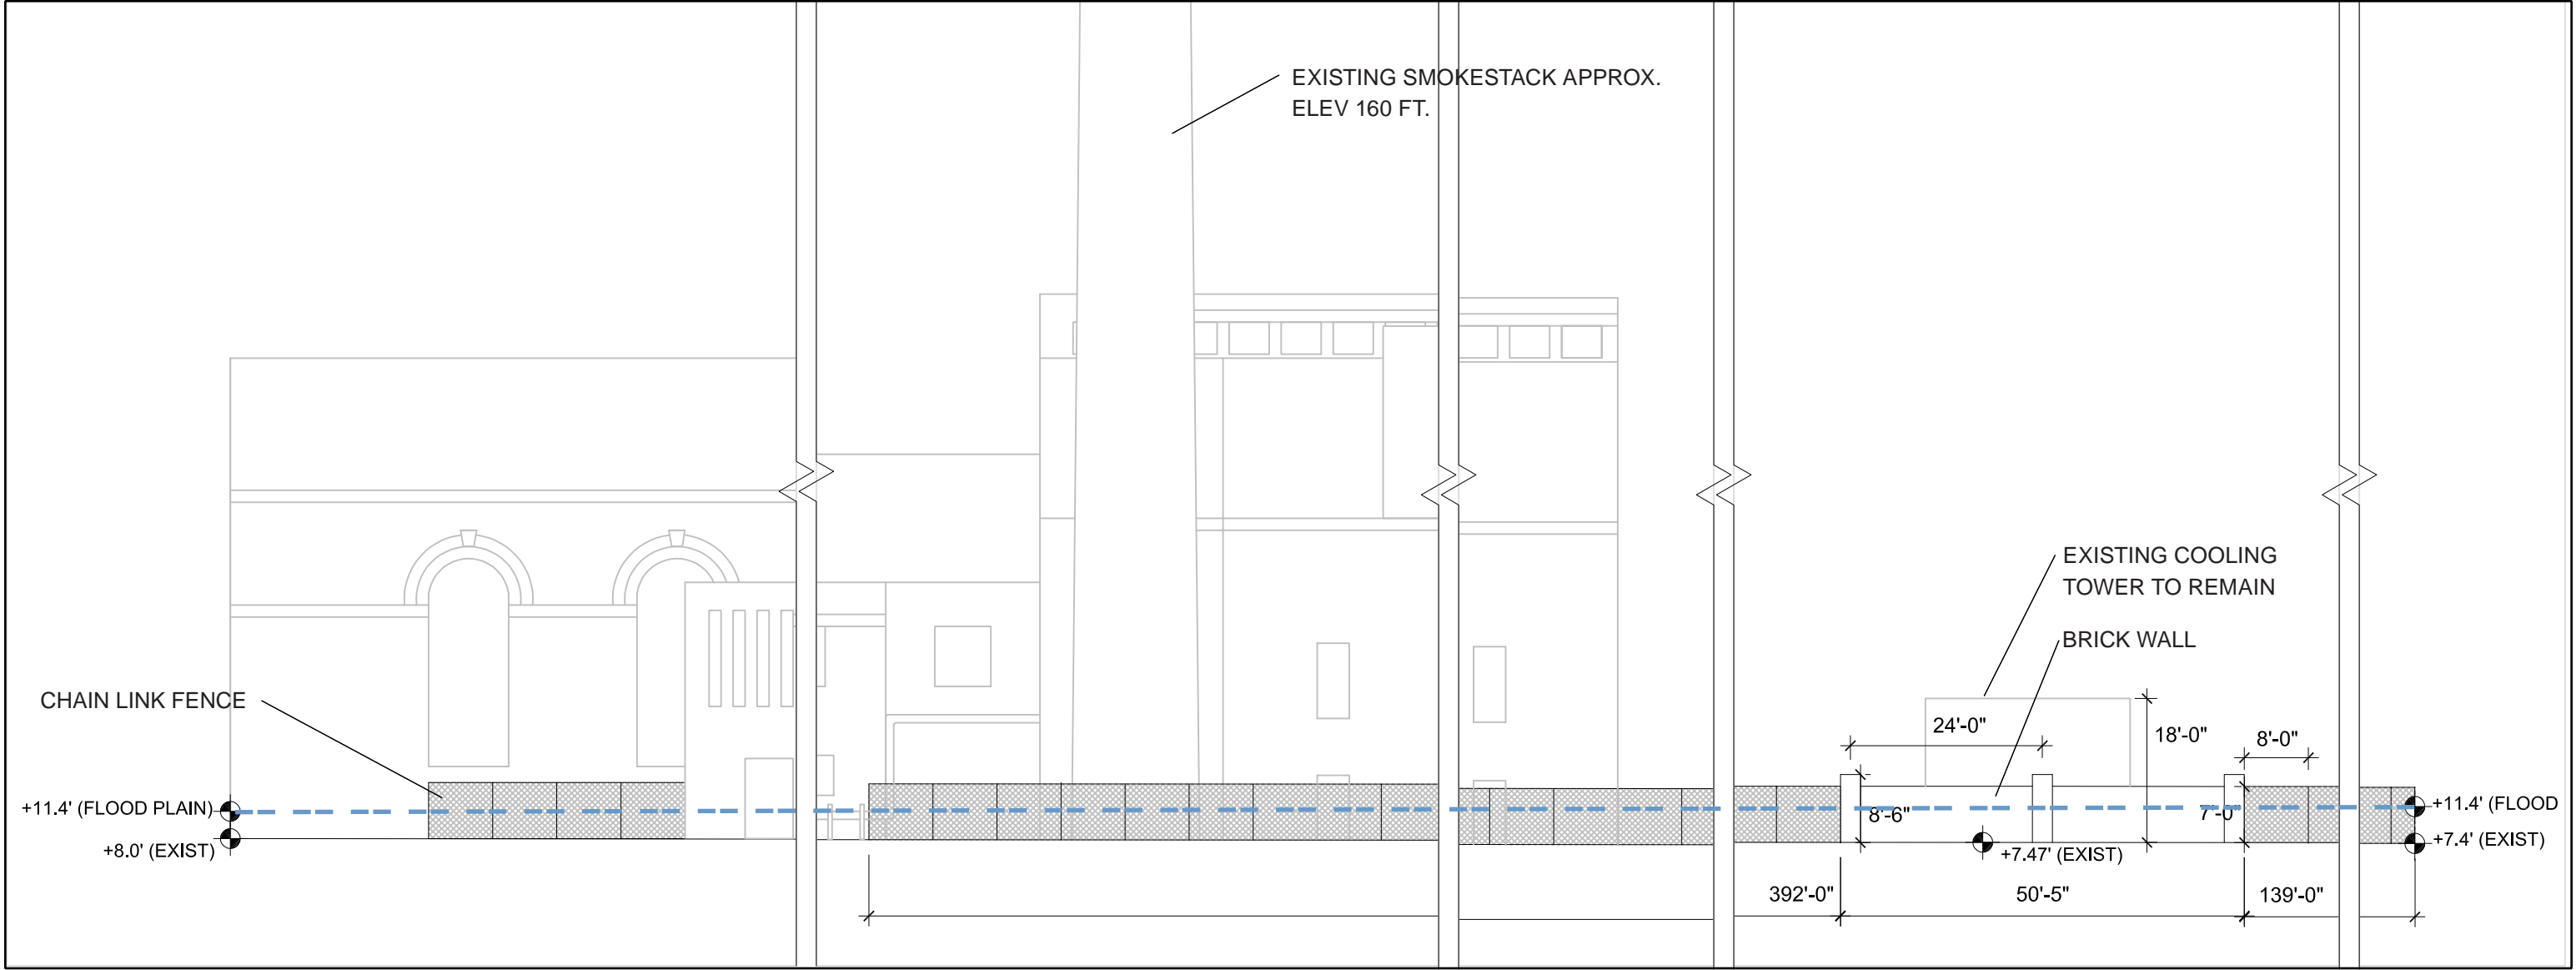 EXISTING SMOKESTACK APPROX.
ELEV 160 FT.
EXISTING COOLING
TOWER TO REMAIN
BRICK WALL
CHAIN LINK FENCE
24'-0"
18'-0"
8'-0"
+11.4' (FLOOD PLAIN)
8'-6"
7'-0"
+11.4' (FLOOD
+8.0' (EXIST)
+7.47' (EXIST)
+7.4' (EXIST)
392'-0"
50'-5"
139'-0"